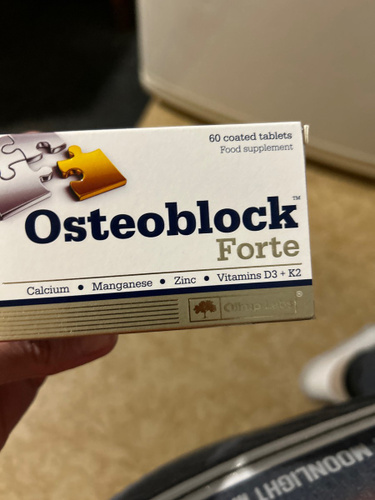 60 coated tablets
Food supplement
Osteoblock™
Forte
Calcium • Manganese • Zinc • Vitamins D3 + K2
®
MOONLIGHT